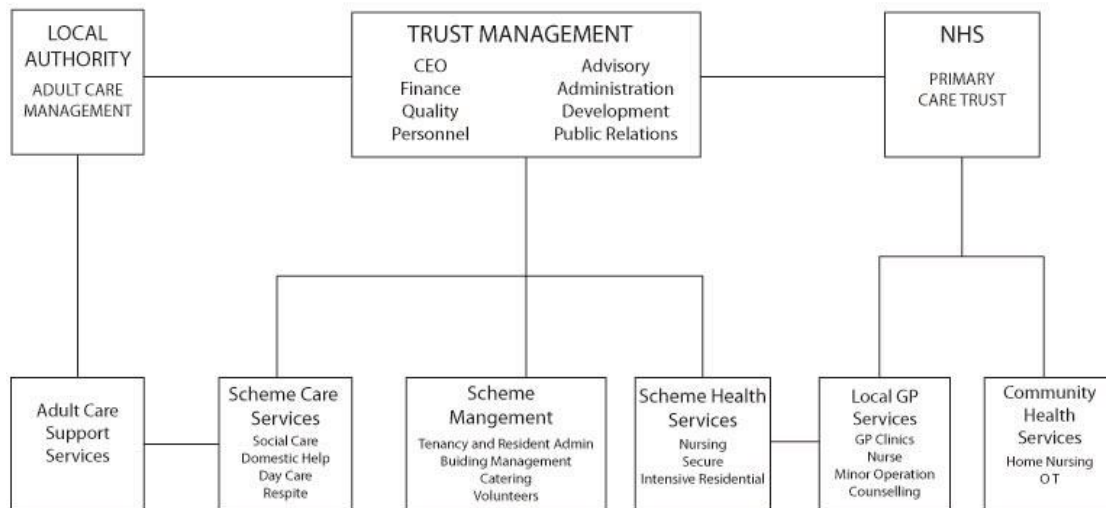 LOCAL
AUTHORITY
ADULT CARE
MANAGEMENT
TRUST MANAGEMENT
CEO
Finance
Quality
Personnel
Advisory
Administration
Development
Public Relations
NHS
PRIMARY
CARE TRUST
Adult Care
Support
Services
Scheme Care
Services
Social Care
Domestic Help
Day Care
Respite
Scheme
Mangement
Tenancy and Resident Admin
Buiding Management
Catering
Volunteers
Scheme Health
Services
Nursing
Secure
Intensive Residential
Local GP
Services
GP Clinics
Nurse
Minor Operation
Counselling
Community
Health
Services
Home Nursing
O T